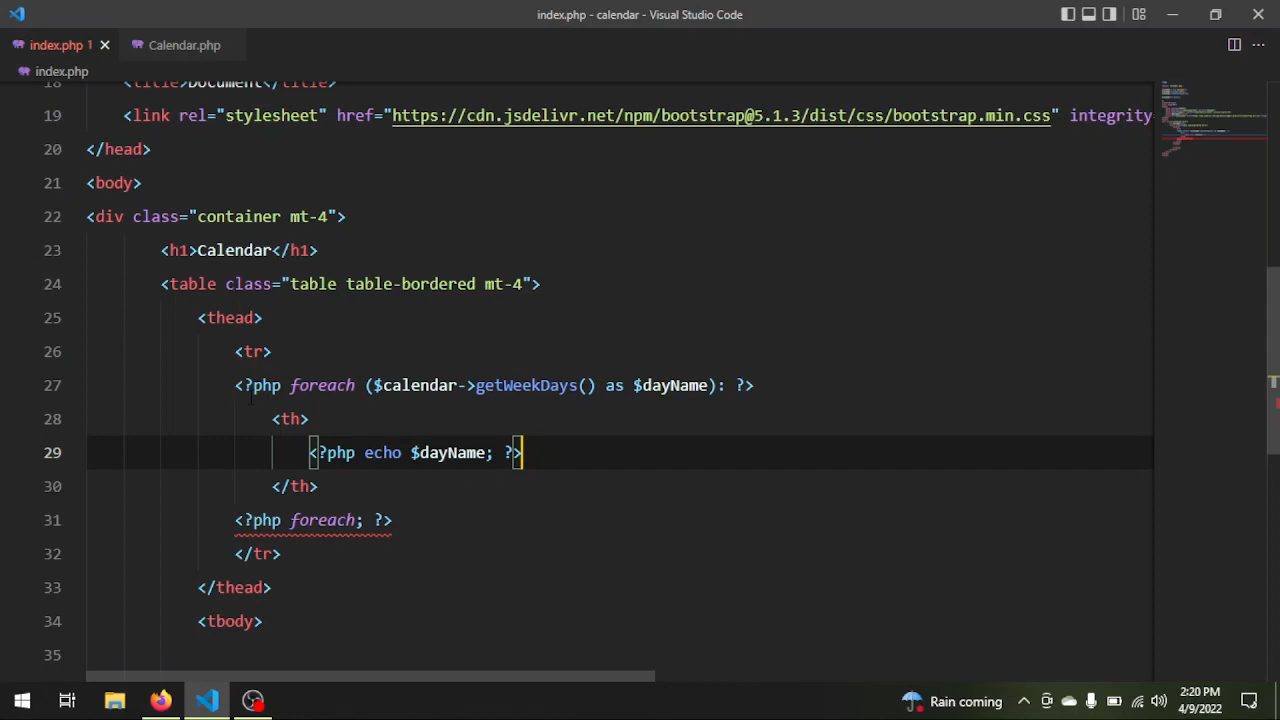 index.php - calendar - Visual Studio Code
index.php 1
Calendar.php
index.php
18 <title>Document</title>
19 <link rel="stylesheet" href="https://cdn.jsdelivr.net/npm/bootstrap@5.1.3/dist/css/bootstrap.min.css" integrity
20 </head>
21 <body>
22 <div class="container mt-4">
23 <h1>Calendar</h1>
24 <table class="table table-bordered mt-4">
25 <thead>
26 <tr>
27 <?php foreach ($calendar->getWeekDays() as $dayName): ?>
28 <th>
29 <?php echo $dayName; ?>
30 </th>
31 <?php foreach; ?>
32 </tr>
33 </thead>
34 <tbody>
35
Rain coming
2:20 PM
4/9/2022